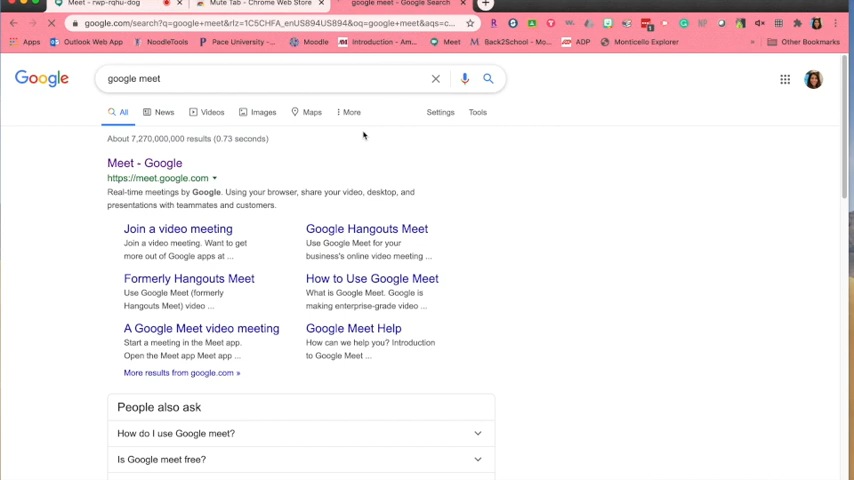 Meet - rwp-rqhu-dog
Mute Tab - Chrome Web Store
google meet - Google Search
google.com/search?q=google+meet&rlz=1C5CHFA_enUS894US894&oq=google+meet&aqs=c...
Apps Outlook Web App NoodleTools Pace University -... Moodle Introduction - Am... Meet Back2School - Mo... ADP Monticello Explorer Other Bookmarks
Google
google meet
All News Videos Images Maps More Settings Tools
About 7,270,000,000 results (0.73 seconds)
Meet - Google
https://meet.google.com
Real-time meetings by Google. Using your browser, share your video, desktop, and
presentations with teammates and customers.
Join a video meeting
Join a video meeting. Want to get
more out of Google apps at ...
Google Hangouts Meet
Use Google Meet for your
business's online video meeting ...
Formerly Hangouts Meet
Use Google Meet (formerly
Hangouts Meet) video ...
How to Use Google Meet
What is Google Meet. Google is
making enterprise-grade video ...
A Google Meet video meeting
Start a meeting in the Meet app.
Open the Meet app Meet app ...
Google Meet Help
How can we help you? Introduction
to Google Meet ...
More results from google.com »
People also ask
How do I use Google meet?
Is Google meet free?